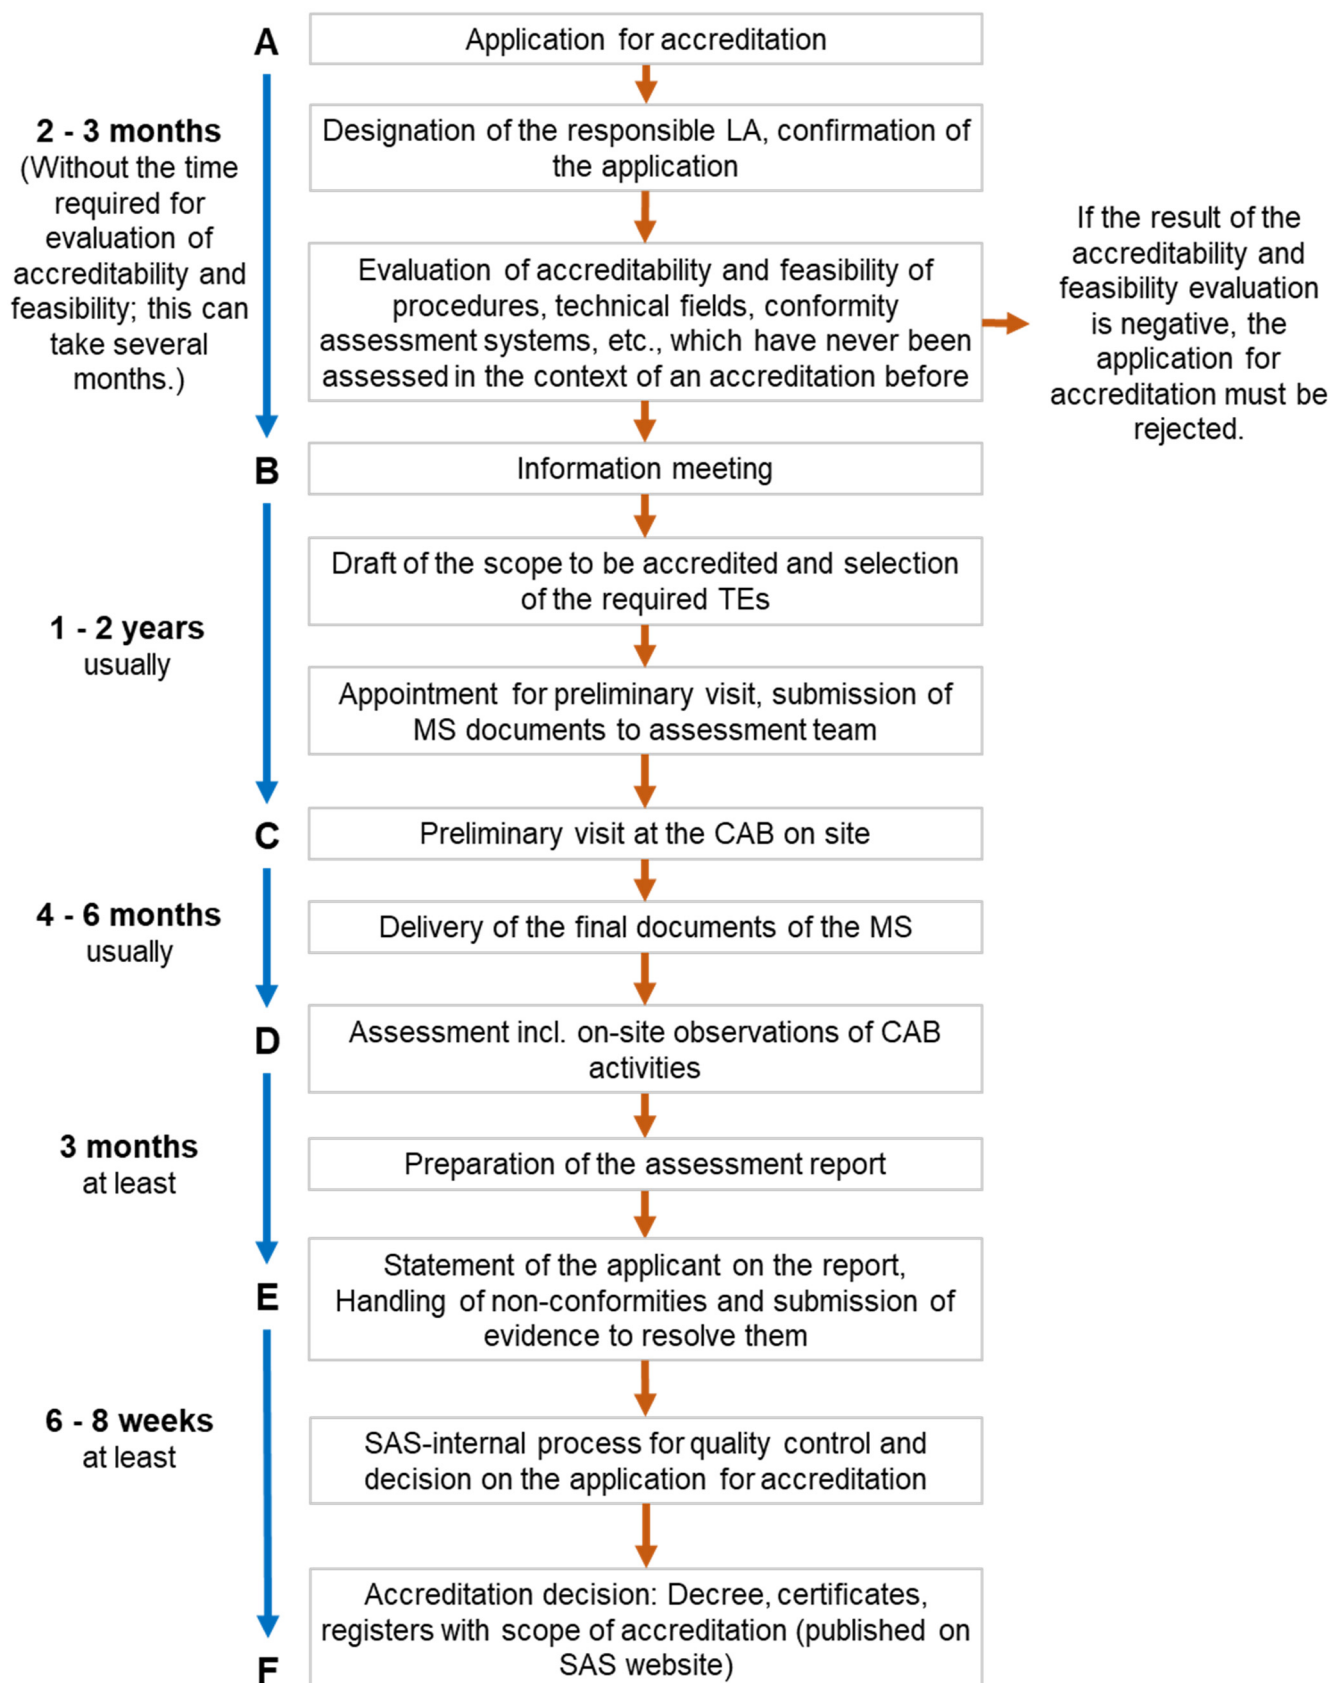 A
Application for accreditation
2 - 3 months
(Without the time
required for
evaluation of
accreditability and
feasibility; this can
take several
months.)
Designation of the responsible LA, confirmation of
the application
Evaluation of accreditability and feasibility of
procedures, technical fields, conformity
assessment systems, etc., which have never been
assessed in the context of an accreditation before
If the result of the
accreditability and
feasibility evaluation
is negative, the
application for
accreditation must be
rejected.
B
Information meeting
1 - 2 years
usually
Draft of the scope to be accredited and selection
of the required TEs
Appointment for preliminary visit, submission of
MS documents to assessment team
C
Preliminary visit at the CAB on site
4 - 6 months
usually
Delivery of the final documents of the MS
D
Assessment incl. on-site observations of CAB
activities
3 months
at least
Preparation of the assessment report
E
Statement of the applicant on the report,
Handling of non-conformities and submission of
evidence to resolve them
6 - 8 weeks
at least
SAS-internal process for quality control and
decision on the application for accreditation
Accreditation decision: Decree, certificates,
registers with scope of accreditation (published on
SAS website)
F